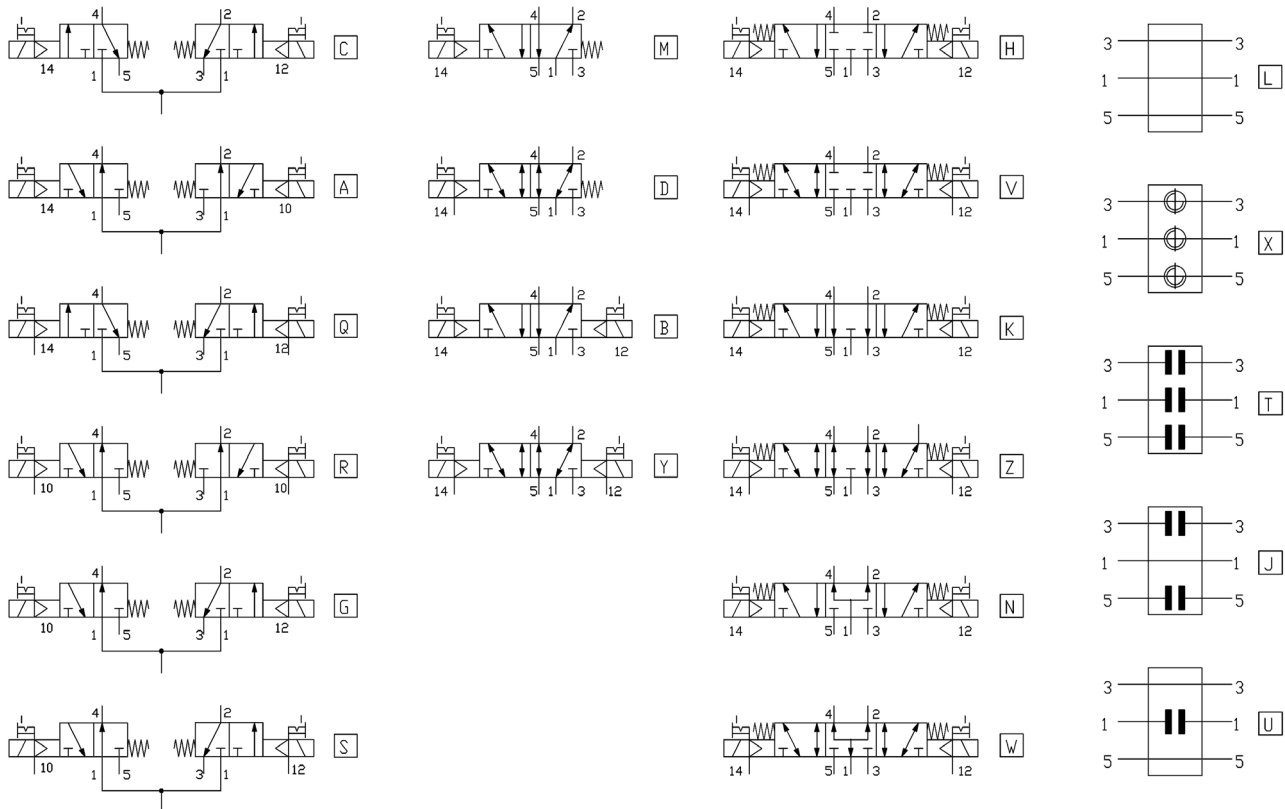 4 2
C
14 1 5 3 1 12
4 2
A
14 1 5 3 1 10
4 2
Q
14 1 5 3 1 12
4 2
R
10 1 5 3 1 10
4 2
G
10 1 5 3 1 12
4 2
S
10 1 5 3 1 12
4 2
M
14 5 1 3
4 2
D
14 5 1 3
4 2
B
14 5 1 3 12
4 2
Y
14 5 1 3 12
4 2
H
14 5 1 3 12
4 2
V
14 5 1 3 12
4 2
K
14 5 1 3 12
4 2
Z
14 5 1 3 12
4 2
N
14 5 1 3 12
4 2
W
14 5 1 3 12
3 3
1 1 L
5 5
3 3
1 1 X
5 5
3 3
1 1 T
5 5
3 3
1 1 J
5 5
3 3
1 1 U
5 5